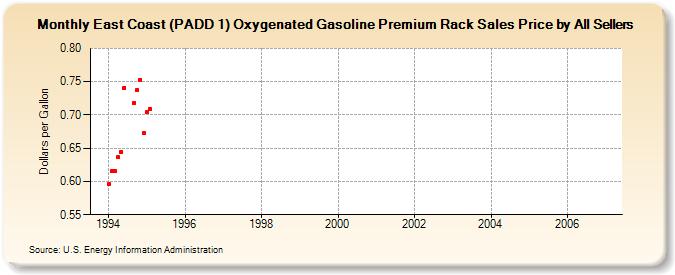 Monthly East Coast (PADD 1) Oxygenated Gasoline Premium Rack Sales Price by All Sellers
Dollars per Gallon
0.80
0.75
0.70
0.65
0.60
0.55
1994 1996 1998 2000 2002 2004 2006
Source: U.S. Energy Information Administration